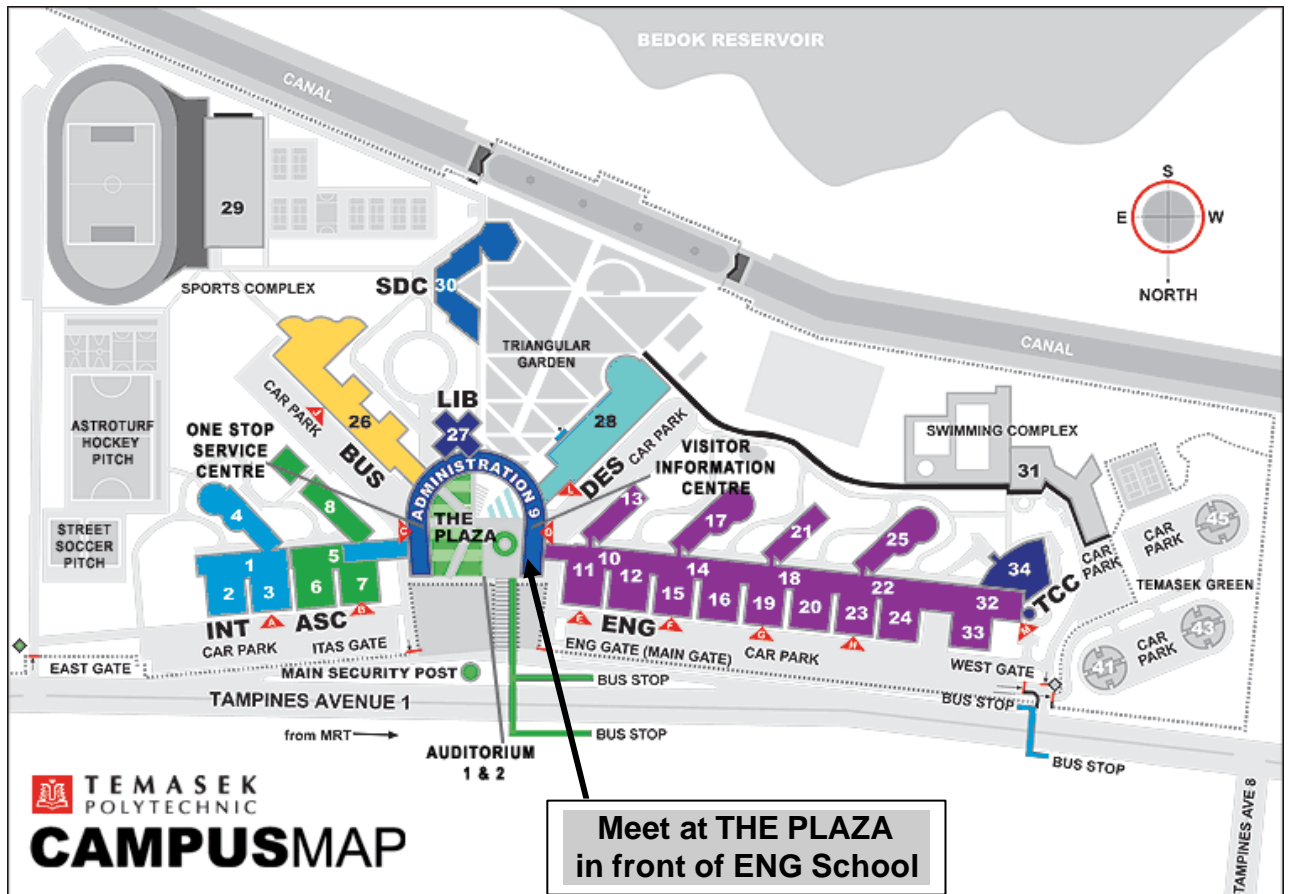 BEDOK RESERVOIR
CANAL
S
E
W
NORTH
29
SPORTS COMPLEX
SDC
30
TRIANGULAR
GARDEN
CANAL
ASTROTURF
HOCKEY
PITCH
CAR PARK
J
26
BUS
LIB
27
28
CAR PARK
DES
L
SWIMMING COMPLEX
31
ONE STOP
SERVICE
CENTRE
VISITOR
INFORMATION
CENTRE
ADMINISTRATION 9
THE
PLAZA
C
D
STREET
SOCCER
PITCH
4
8
1
5
2
3
6
7
INT
A
ASC
B
CAR PARK
ITAS GATE
13
17
21
25
10
14
18
22
11
12
15
16
19
20
23
24
32
33
34
TCC
M
E
ENG
F
G
H
ENG GATE (MAIN GATE)
CAR PARK
WEST GATE
CAR
PARK
CAR
PARK
45
TEMASEK GREEN
CAR
PARK
43
41
EAST GATE
MAIN SECURITY POST
BUS STOP
BUS STOP
BUS STOP
BUS STOP
TAMPINES AVENUE 1
from MRT
AUDITORIUM
1 & 2
TAMPINES AVE 8
TEMASEK
POLYTECHNIC
CAMPUSMAP
Meet at THE PLAZA
in front of ENG School